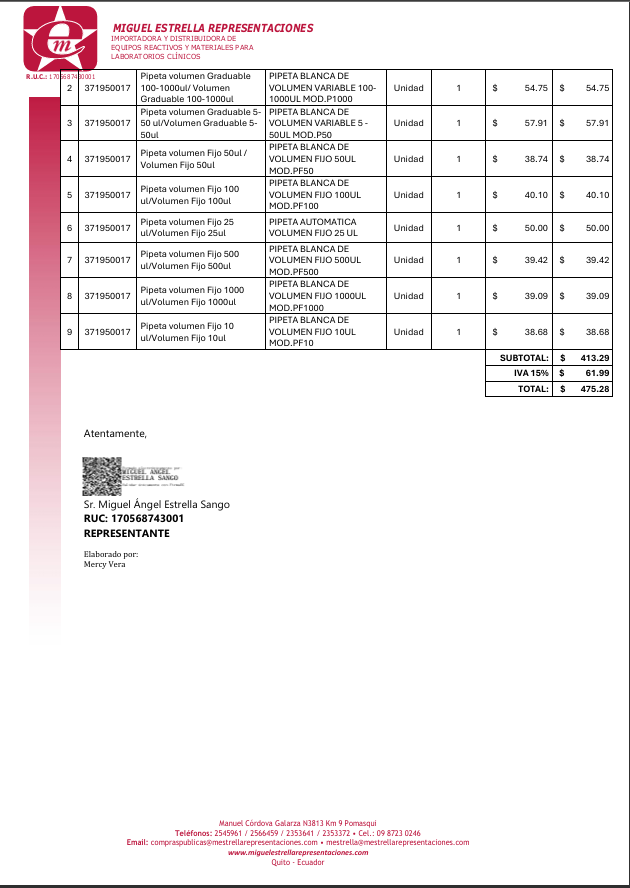 em
MIGUEL ESTRELLA REPRESENTACIONES
IMPORTADORA Y DISTRIBUIDORA DE
EQUIPOS REACTIVOS Y MATERIALES PARA
LABORATORIOS CLÍNICOS
R.U.C.: 1705687430001
2 371950017 Pipeta volumen Graduable 100-1000ul/ Volumen Graduable 100-1000ul PIPETA BLANCA DE VOLUMEN VARIABLE 100-1000UL MOD.P1000 Unidad 1 $ 54.75 $ 54.75
3 371950017 Pipeta volumen Graduable 5-50 ul/Volumen Graduable 5-50ul PIPETA BLANCA DE VOLUMEN VARIABLE 5 - 50UL MOD.P50 Unidad 1 $ 57.91 $ 57.91
4 371950017 Pipeta volumen Fijo 50ul / Volumen Fijo 50ul PIPETA BLANCA DE VOLUMEN FIJO 50UL MOD.PF50 Unidad 1 $ 38.74 $ 38.74
5 371950017 Pipeta volumen Fijo 100 ul/Volumen Fijo 100ul PIPETA BLANCA DE VOLUMEN FIJO 100UL MOD.PF100 Unidad 1 $ 40.10 $ 40.10
6 371950017 Pipeta volumen Fijo 25 ul/Volumen Fijo 25ul PIPETA AUTOMATICA VOLUMEN FIJO 25 UL Unidad 1 $ 50.00 $ 50.00
7 371950017 Pipeta volumen Fijo 500 ul/Volumen Fijo 500ul PIPETA BLANCA DE VOLUMEN FIJO 500UL MOD.PF500 Unidad 1 $ 39.42 $ 39.42
8 371950017 Pipeta volumen Fijo 1000 ul/Volumen Fijo 1000ul PIPETA BLANCA DE VOLUMEN FIJO 1000UL MOD.PF1000 Unidad 1 $ 39.09 $ 39.09
9 371950017 Pipeta volumen Fijo 10 ul/Volumen Fijo 10ul PIPETA BLANCA DE VOLUMEN FIJO 10UL MOD.PF10 Unidad 1 $ 38.68 $ 38.68
SUBTOTAL: $ 413.29
IVA 15% $ 61.99
TOTAL: $ 475.28
Atentamente,
MIGUEL ANGEL
ESTRELLA SANGO
Sr. Miguel Ángel Estrella Sango
RUC: 170568743001
REPRESENTANTE
Elaborado por:
Mercy Vera
Manuel Córdova Galarza N3813 Km 9 Pomasqui
Teléfonos: 2545961 / 2566459 / 2353641 / 2353372 • Cel.: 09 8723 0246
Email: compraspublicas@mestrellarepresentaciones.com • mestrella@mestrellarepresentaciones.com
www.miguelestrellarepresentaciones.com
Quito - Ecuador